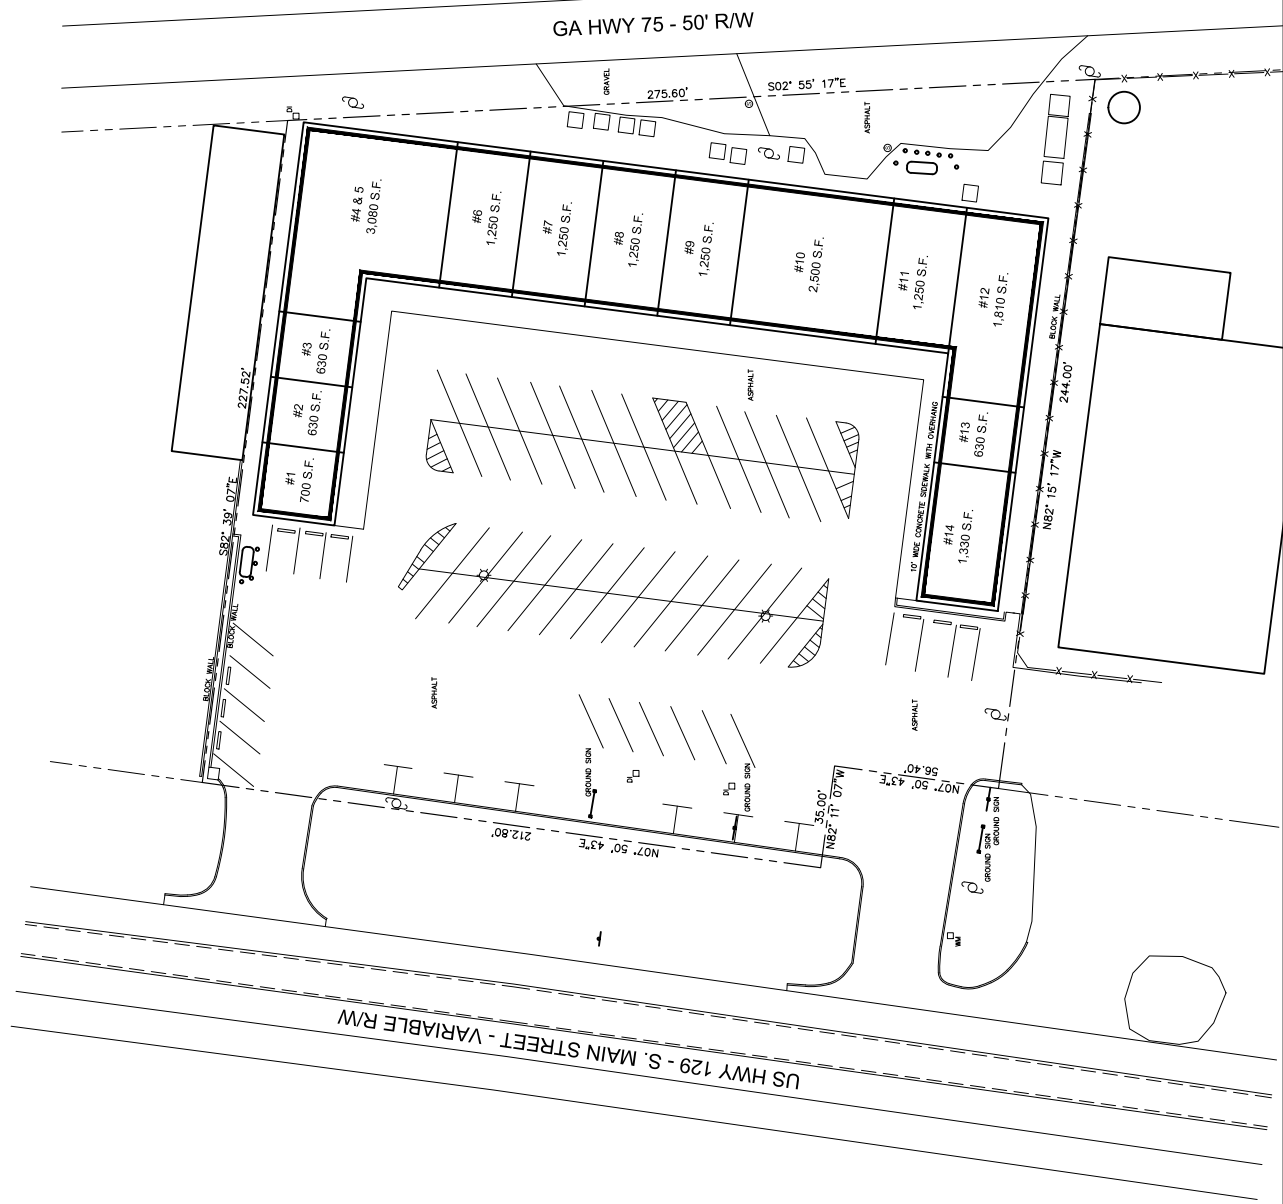 GA HWY 75 - 50' R/W
GRAVEL
275.60'
S02° 55' 17"E
ASPHALT
DI
#4 & 5
3,080 S.F.
#6
1,250 S.F.
#7
1,250 S.F.
#8
1,250 S.F.
#9
1,250 S.F.
#10
2,500 S.F.
#11
1,250 S.F.
#12
1,810 S.F.
#3
630 S.F.
#2
630 S.F.
#1
700 S.F.
#13
630 S.F.
#14
1,330 S.F.
227.52'
S82° 39' 07"E
BLOCK WALL
244.00'
N82° 15' 17"W
ASPHALT
10' WIDE CONCRETE SIDEWALK WITH OVERHANG
BLOCK WALL
BLOCK WALL
ASPHALT
ASPHALT
GROUND SIGN
DI
DI
GROUND SIGN
35.00'
N82° 11' 07"W
56.40'
N07° 50' 43"E
212.80'
N07° 50' 43"E
GROUND SIGN
GROUND SIGN
WM
S
S
US HWY 129 - S. MAIN STREET - VARIABLE R/W